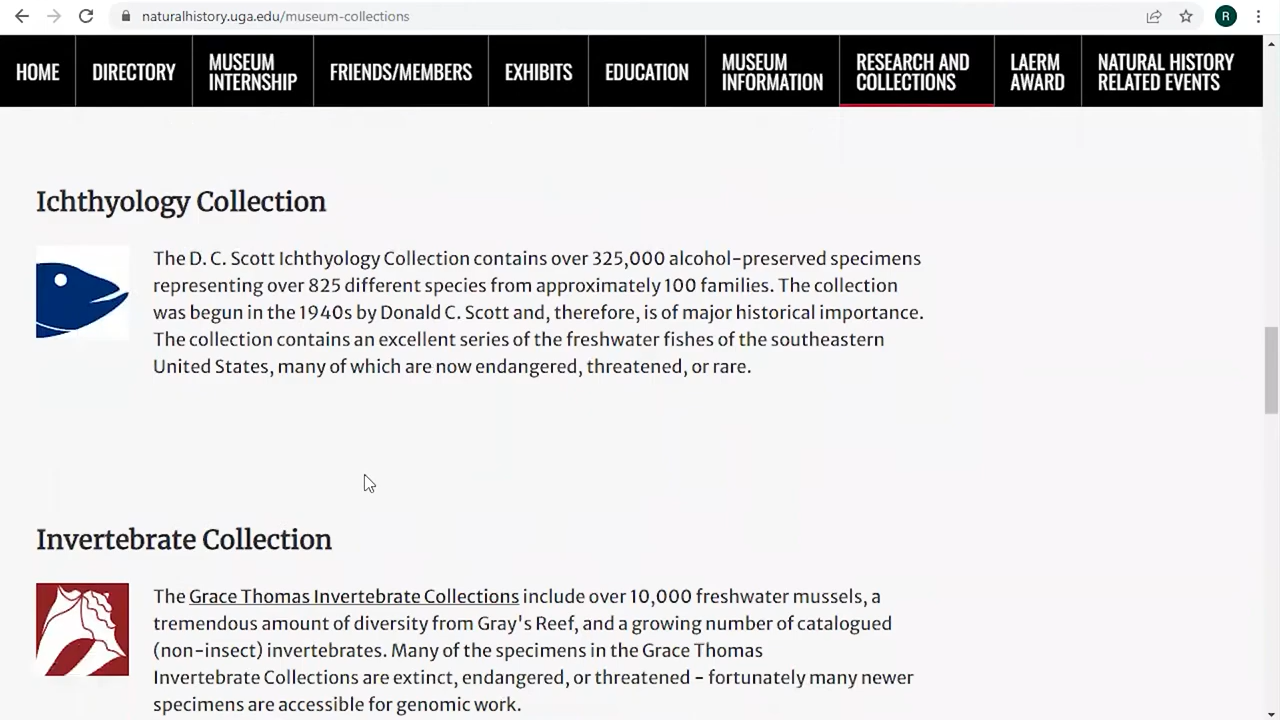 naturalhistory.uga.edu/museum-collections
R
HOME
DIRECTORY
MUSEUM
INTERNSHIP
FRIENDS/MEMBERS
EXHIBITS
EDUCATION
MUSEUM
INFORMATION
RESEARCH AND
COLLECTIONS
LAERM
AWARD
NATURAL HISTORY
RELATED EVENTS
Ichthyology Collection
The D. C. Scott Ichthyology Collection contains over 325,000 alcohol-preserved specimens
representing over 825 different species from approximately 100 families. The collection
was begun in the 1940s by Donald C. Scott and, therefore, is of major historical importance.
The collection contains an excellent series of the freshwater fishes of the southeastern
United States, many of which are now endangered, threatened, or rare.
Invertebrate Collection
The Grace Thomas Invertebrate Collections include over 10,000 freshwater mussels, a
tremendous amount of diversity from Gray's Reef, and a growing number of catalogued
(non-insect) invertebrates. Many of the specimens in the Grace Thomas
Invertebrate Collections are extinct, endangered, or threatened - fortunately many newer
specimens are accessible for genomic work.